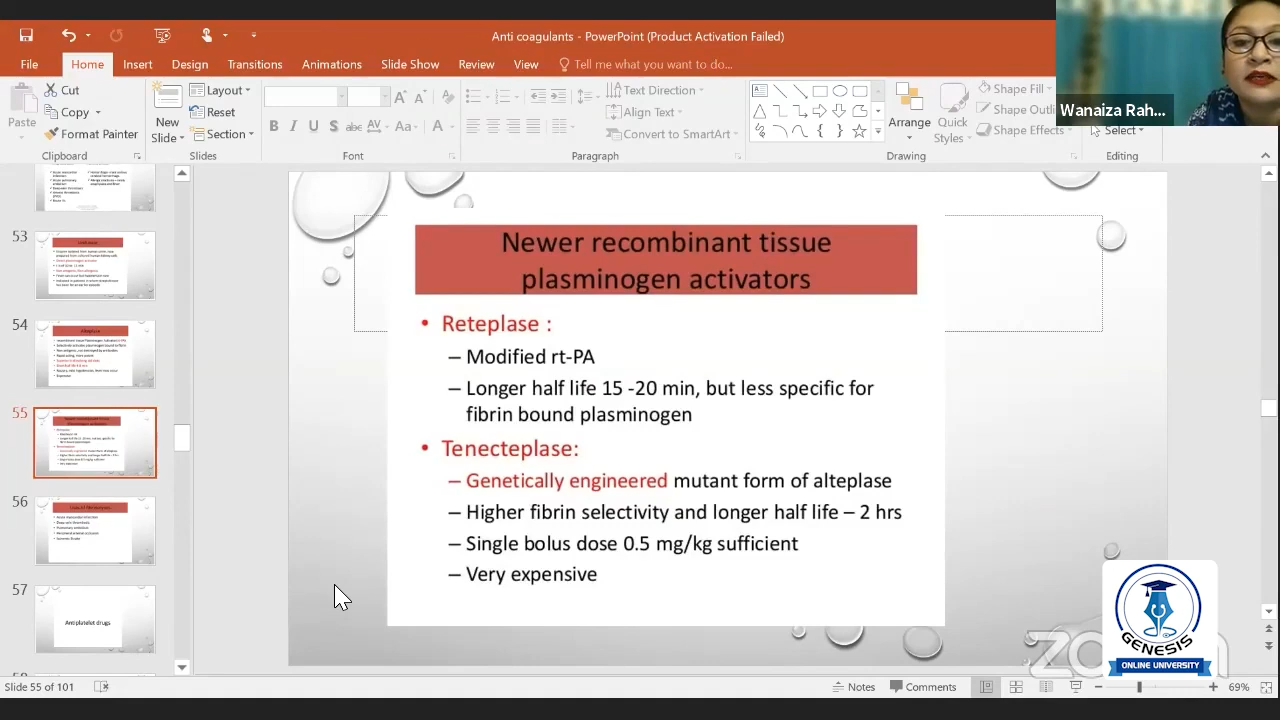 Anti coagulants - PowerPoint (Product Activation Failed)
File Home Insert Design Transitions Animations Slide Show Review View Tell me what you want to do...
Paste
Cut
Copy
Format Painter
Clipboard
New
Slide
Layout
Reset
Section
Slides
B I U S abc AV Aa A
Font
Text Direction
Align Text
Convert to SmartArt
Paragraph
Arrange
Quick
Styles
Shape Fill
Shape Outli
Shape Effects
Drawing
Select
Editing
Wanaiza Rah...
53
54
Alteplase
55
56
57
Antiplatelet drugs
Newer recombinant tissue
plasminogen activators
• Reteplase :
– Modified rt-PA
– Longer half life 15 -20 min, but less specific for
fibrin bound plasminogen
• Tenecteplase:
– Genetically engineered mutant form of alteplase
– Higher fibrin selectivity and longer half life – 2 hrs
– Single bolus dose 0.5 mg/kg sufficient
– Very expensive
zoom
GENESIS
ONLINE UNIVERSITY
Slide 55 of 101
Notes
Comments
69%